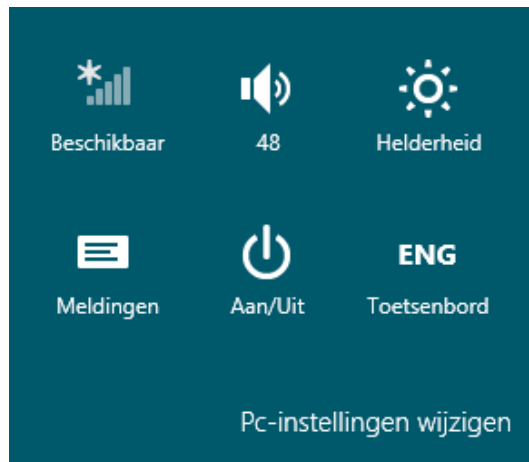 Beschikbaar
48
Helderheid
Meldingen
Aan/Uit
ENG
Toetsenbord
Pc-instellingen wijzigen